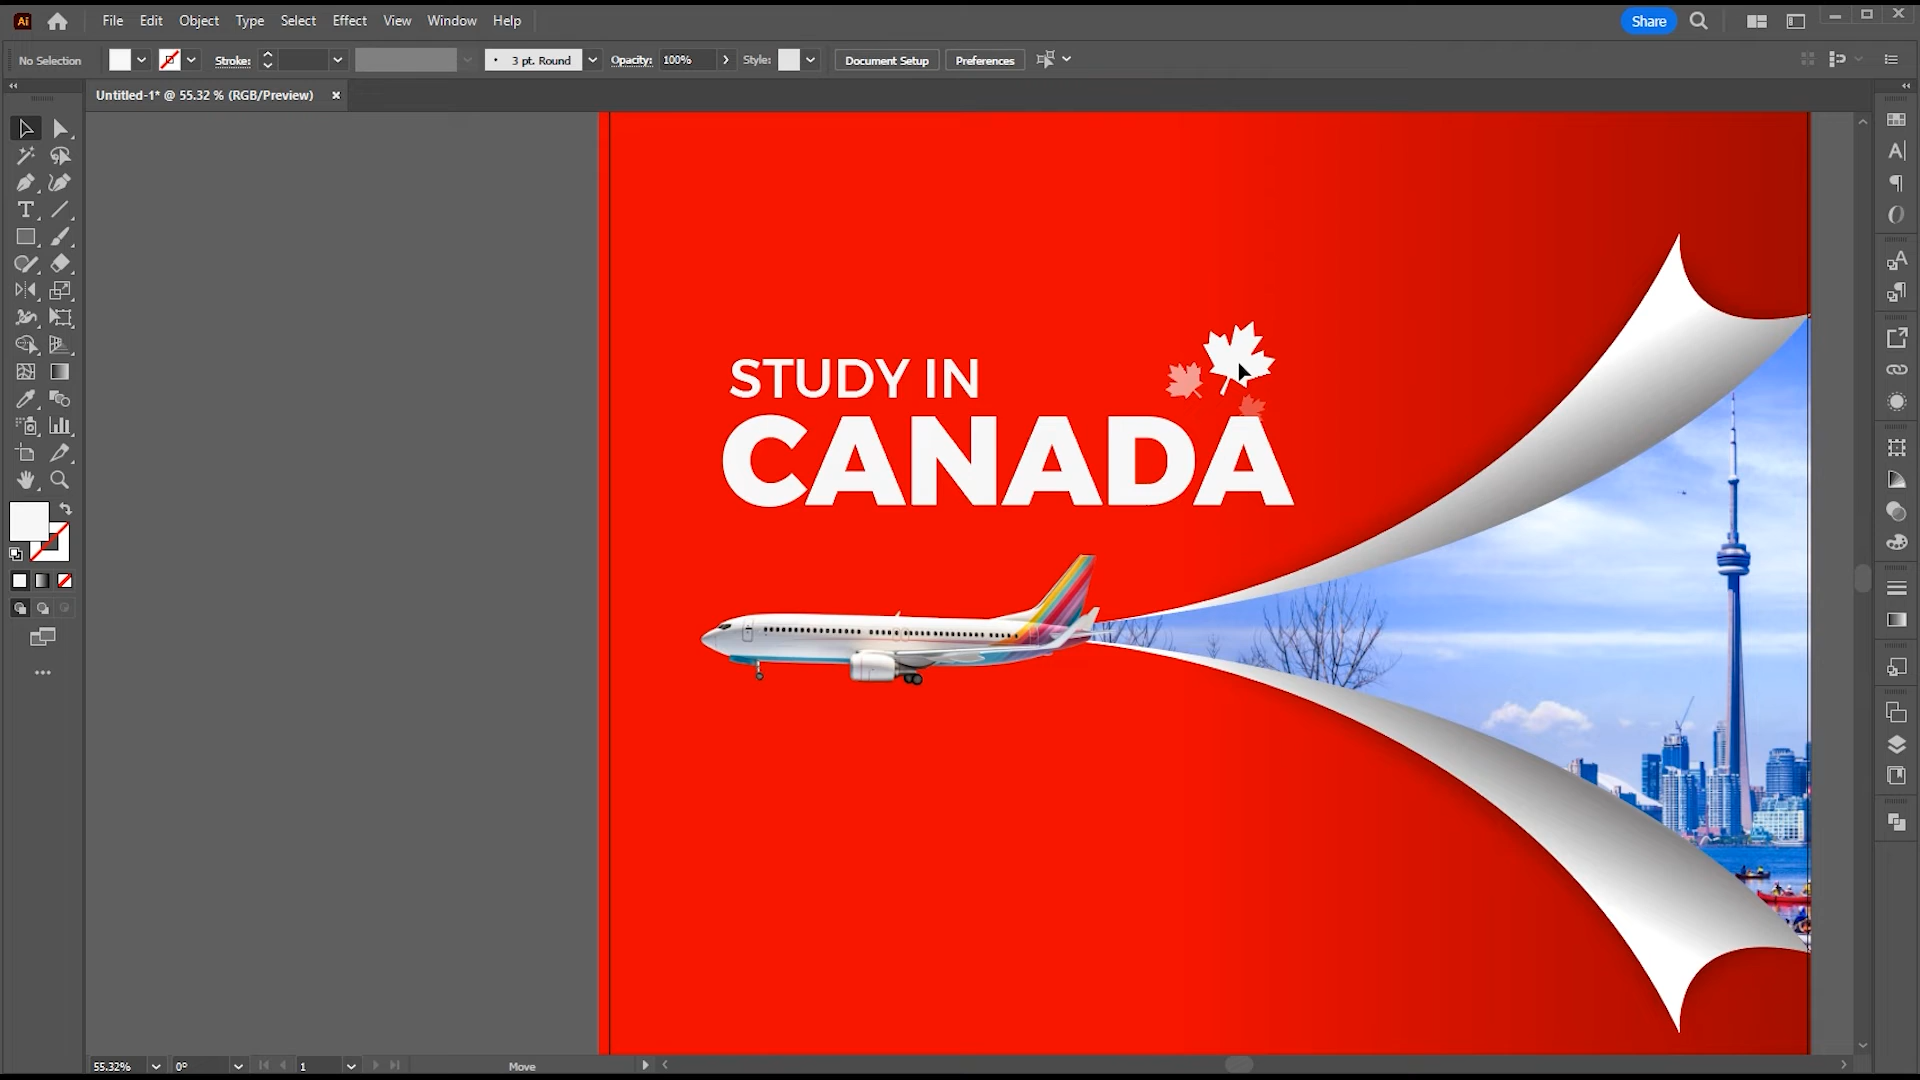 Ai File Edit Object Type Select Effect View Window Help Share
No Selection Stroke: 3 pt. Round Opacity: 100% Style: Document Setup Preferences
Untitled-1* @ 55.32 % (RGB/Preview)
STUDY IN
CANADA
55.32% 0° 1 Move